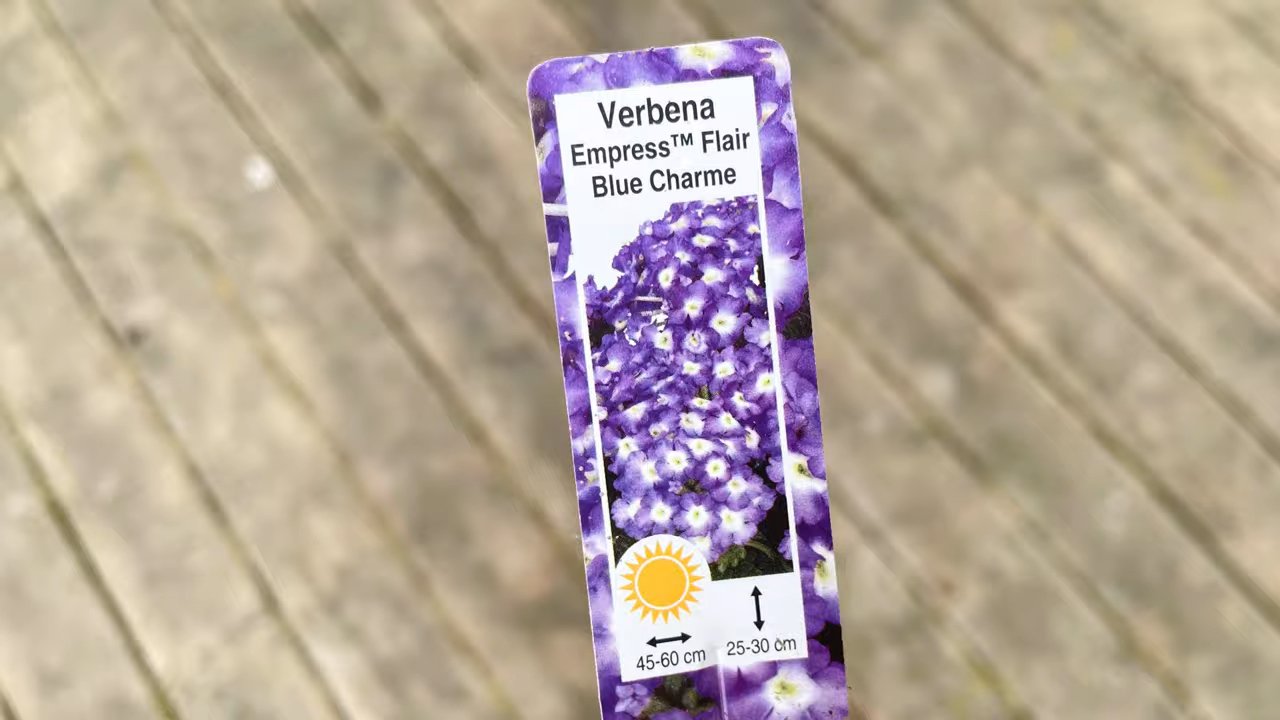 Verbena
Empress™ Flair
Blue Charme
45-60 cm
25-30 cm